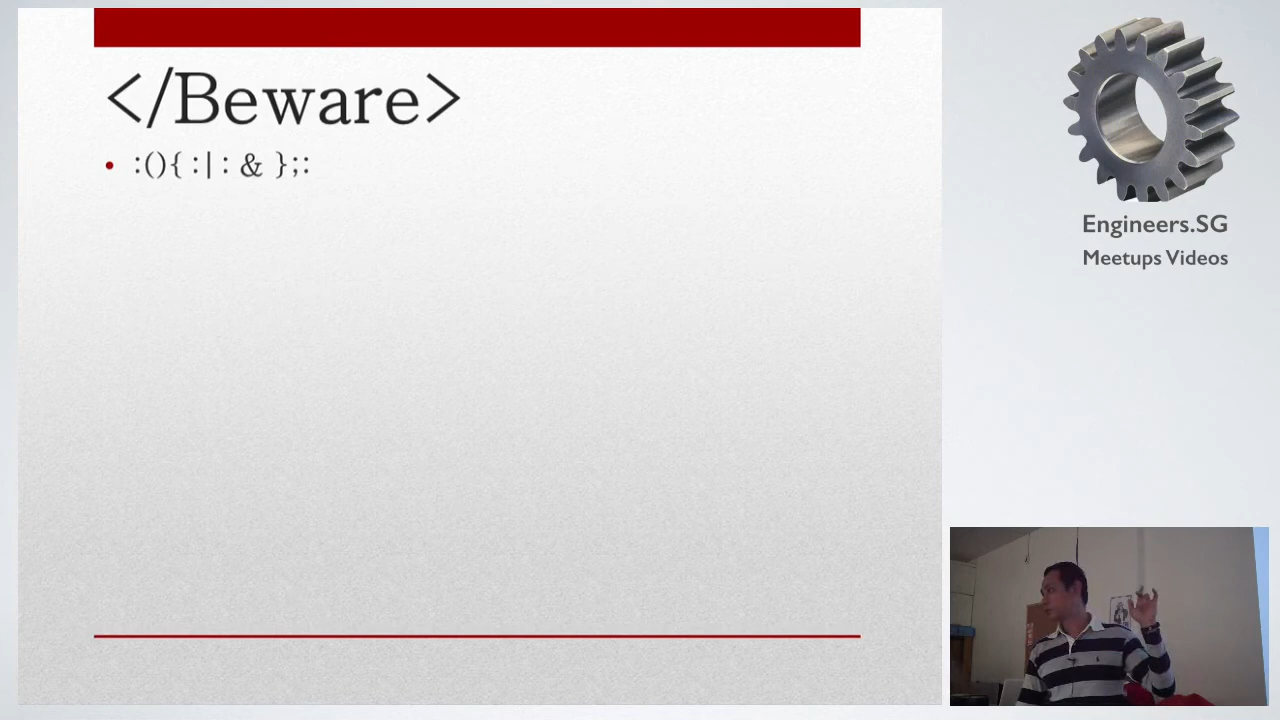 </Beware>
• :(){ :|: & };:
Engineers.SG
Meetups Videos